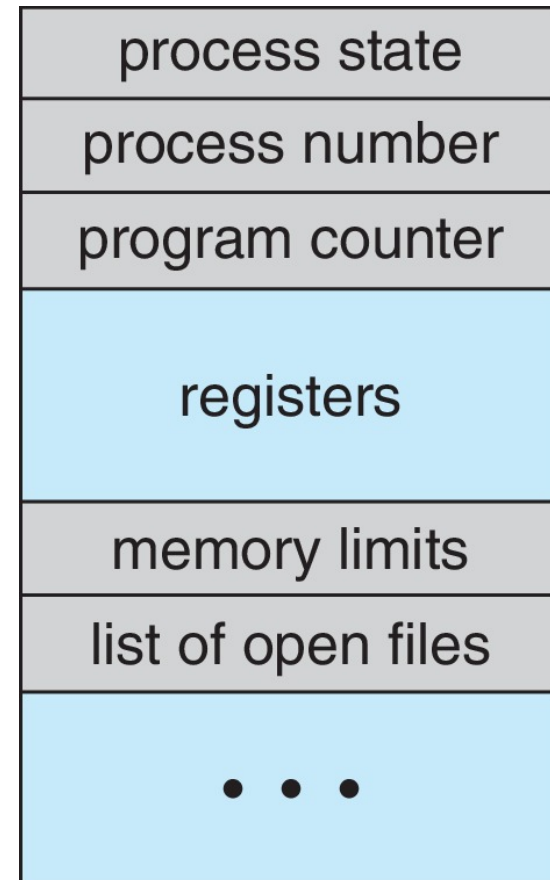 process state
process number
program counter
registers
memory limits
list of open files
• • •